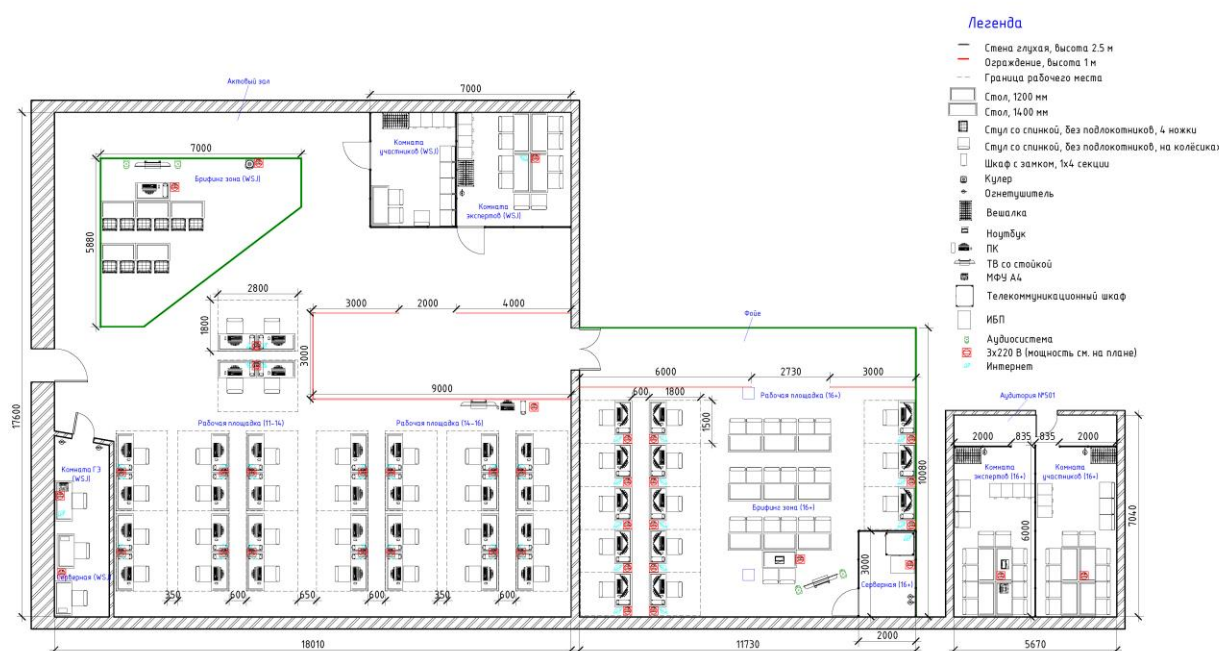 Легенда
Стена глухая, высота 2.5 м
Ограждение, высота 1 м
Граница рабочего места
Стол, 1200 мм
Стол, 1400 мм
Стул со спинкой, без подлокотников, 4 ножки
Стул со спинкой, без подлокотников, на колёсиках
Шкаф с замком, 1х4 секции
Кулер
Огнетушитель
Вешалка
Ноутбук
ПК
ТВ со стойкой
МФУ А4
Телекоммуникационный шкаф
ИБП
Аудиосистема
3х220 В (мощность см. на плане)
Интернет
Актовый зал
7000
7000
Комната
участников (WSJ)
Брифинг зона (WSJ)
Комната
экспертов (WSJ)
5880
2800
1800
3000
2000
4000
3000
9000
17600
Фойе
6000
2730
3000
600
1800
1500
Рабочая площадка (16+)
10080
Рабочая площадка (11-14)
Рабочая площадка (14-16)
Комната ГЭ
(WSJ)
Серверная (WSJ)
Брифинг зона (16+)
3000
Серверная (16+)
Аудитория №501
2000
835
835
2000
Комната
экспертов (16+)
Комната
участников (16+)
6000
7040
350
600
650
600
350
600
2000
18010
11730
5670